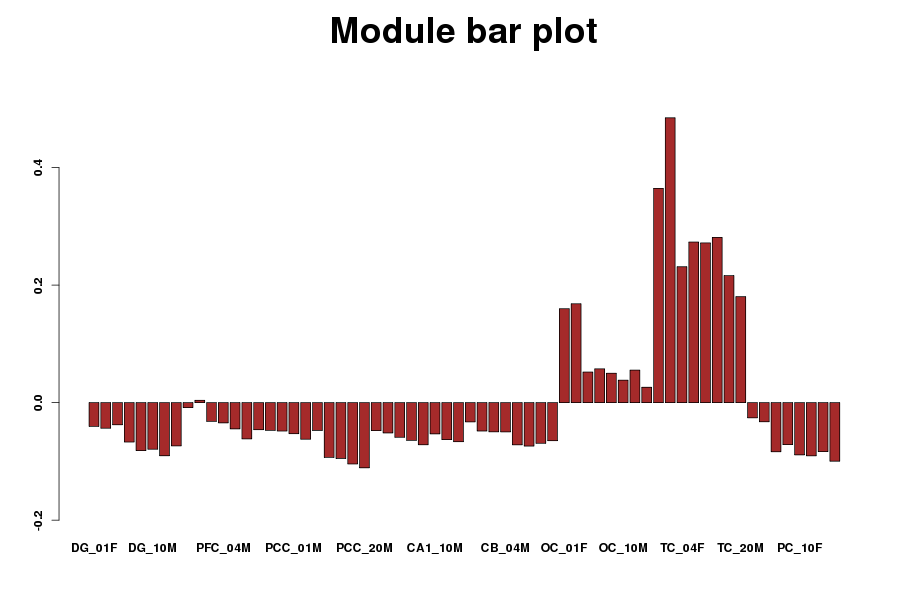 Module bar plot
0.4
0.2
0.0
-0.2
DG_01F DG_10M PFC_04M PCC_01M PCC_20M CA1_10M CB_04M OC_01F OC_10M TC_04F TC_20M PC_10F